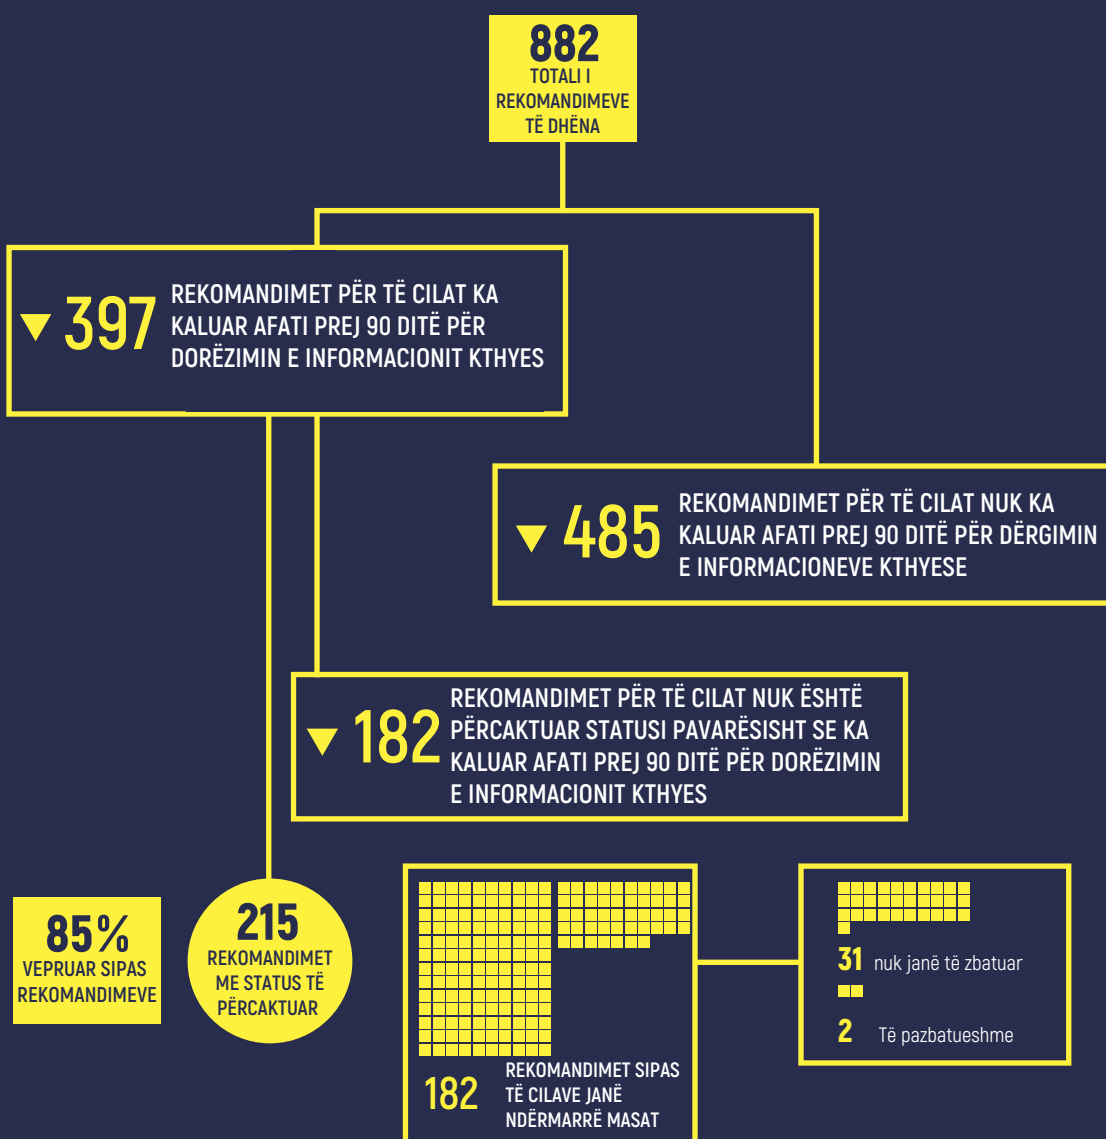 882
TOTALI I
REKOMANDIMEVE
TË DHËNA
397
REKOMANDIMET PËR TË CILAT KA
KALUAR AFATI PREJ 90 DITË PËR
DORËZIMIN E INFORMACIONIT KTHYES
485
REKOMANDIMET PËR TË CILAT NUK KA
KALUAR AFATI PREJ 90 DITË PËR DËRGIMIN
E INFORMACIONEVE KTHYESE
182
REKOMANDIMET PËR TË CILAT NUK ËSHTË
PËRCAKTUAR STATUSI PAVARËSISHT SE KA
KALUAR AFATI PREJ 90 DITË PËR DORËZIMIN
E INFORMACIONIT KTHYES
85%
VEPRUAR SIPAS
REKOMANDIMEVE
215
REKOMANDIMET
ME STATUS TË
PËRCAKTUAR
182
REKOMANDIMET SIPAS
TË CILAVE JANË
NDËRMARRË MASAT
31 nuk janë të zbatuar
2 Të pazbatueshme